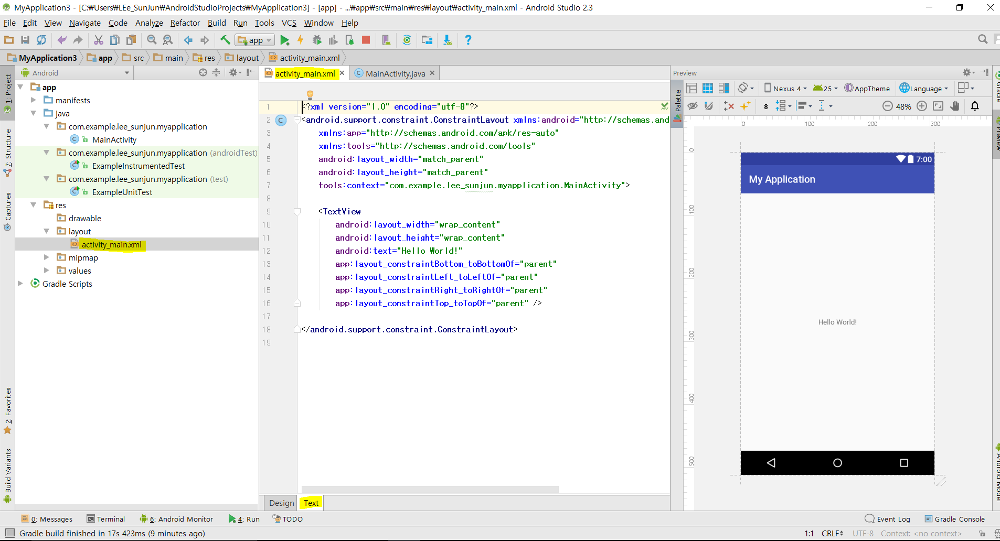 MyApplication3 - [C:₩Users₩LEe_SunJun₩AndroidStudioProjects₩MyApplication3] - [app] - ...₩app₩src₩main₩res₩layout₩activity_main.xml - Android Studio 2.3
File Edit View Navigate Code Analyze Refactor Build Run Tools VCS Window Help
app
MyApplication3 app src main res layout activity_main.xml
Android
activity_main.xml MainActivity.java
Preview
1: Project
7: Structure
Captures
2: Favorites
Build Variants
app
manifests
java
com.example.lee_sunjun.myapplication
MainActivity
com.example.lee_sunjun.myapplication (androidTest)
ExampleInstrumentedTest
com.example.lee_sunjun.myapplication (test)
ExampleUnitTest
res
drawable
layout
activity_main.xml
mipmap
values
Gradle Scripts
1 <?xml version="1.0" encoding="utf-8"?>
2 <android.support.constraint.ConstraintLayout xmlns:android="http://schemas.and
3 xmlns:app="http://schemas.android.com/apk/res-auto"
4 xmlns:tools="http://schemas.android.com/tools"
5 android:layout_width="match_parent"
6 android:layout_height="match_parent"
7 tools:context="com.example.lee_sunjun.myapplication.MainActivity">
8
9 <TextView
10 android:layout_width="wrap_content"
11 android:layout_height="wrap_content"
12 android:text="Hello World!"
13 app:layout_constraintBottom_toBottomOf="parent"
14 app:layout_constraintLeft_toLeftOf="parent"
15 app:layout_constraintRight_toRightOf="parent"
16 app:layout_constraintTop_toTopOf="parent" />
17
18 </android.support.constraint.ConstraintLayout>
19
Design Text
Palette
Nexus 4 25 AppTheme Language
8 48%
0 100 200 300
0
100
200
300
400
500
7:00
My Application
Hello World!
Gradle
Preview
Android Model
0: Messages Terminal 6: Android Monitor 4: Run TODO Event Log Gradle Console
Gradle build finished in 17s 423ms (9 minutes ago) 1:1 CRLF UTF-8 Context: <no context>